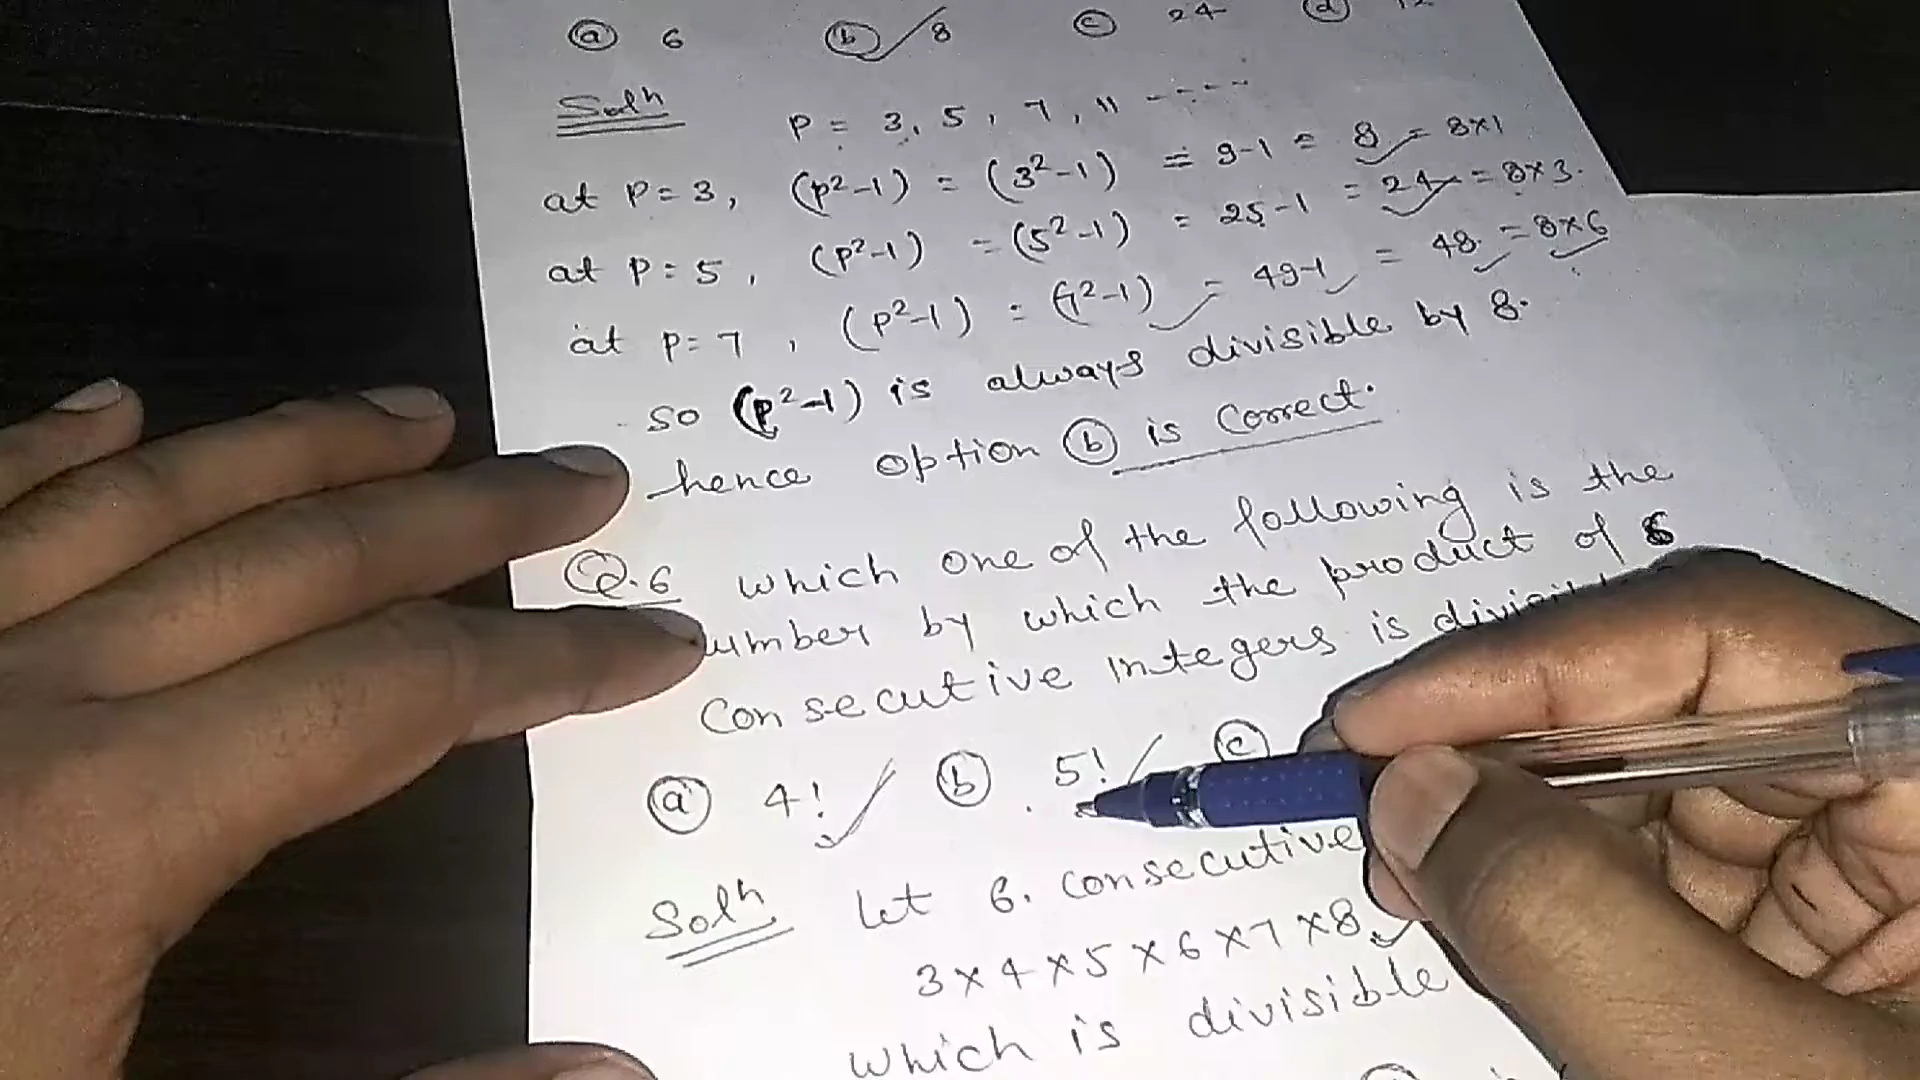 ⓐ 6 ⓑ 8 ⓒ 24 ⓓ
Solⁿ P = 3, 5, 7, 11 -----
at P = 3, (p²-1) = (3²-1) = 9-1 = 8 = 8×1
at P = 5, (p²-1) = (5²-1) = 25-1 = 24 = 8×3.
at P = 7, (p²-1) = (7²-1) = 49-1 = 48 = 8×6
so (p²-1) is always divisible by 8.
hence option ⓑ is correct.
Q.6 which one of the following is the
number by which the product of 6
Consecutive integers is
ⓐ 4! ⓑ 5! ⓒ
Solⁿ Let 6. consecutive
3×4×5×6×7×8
which is divisible